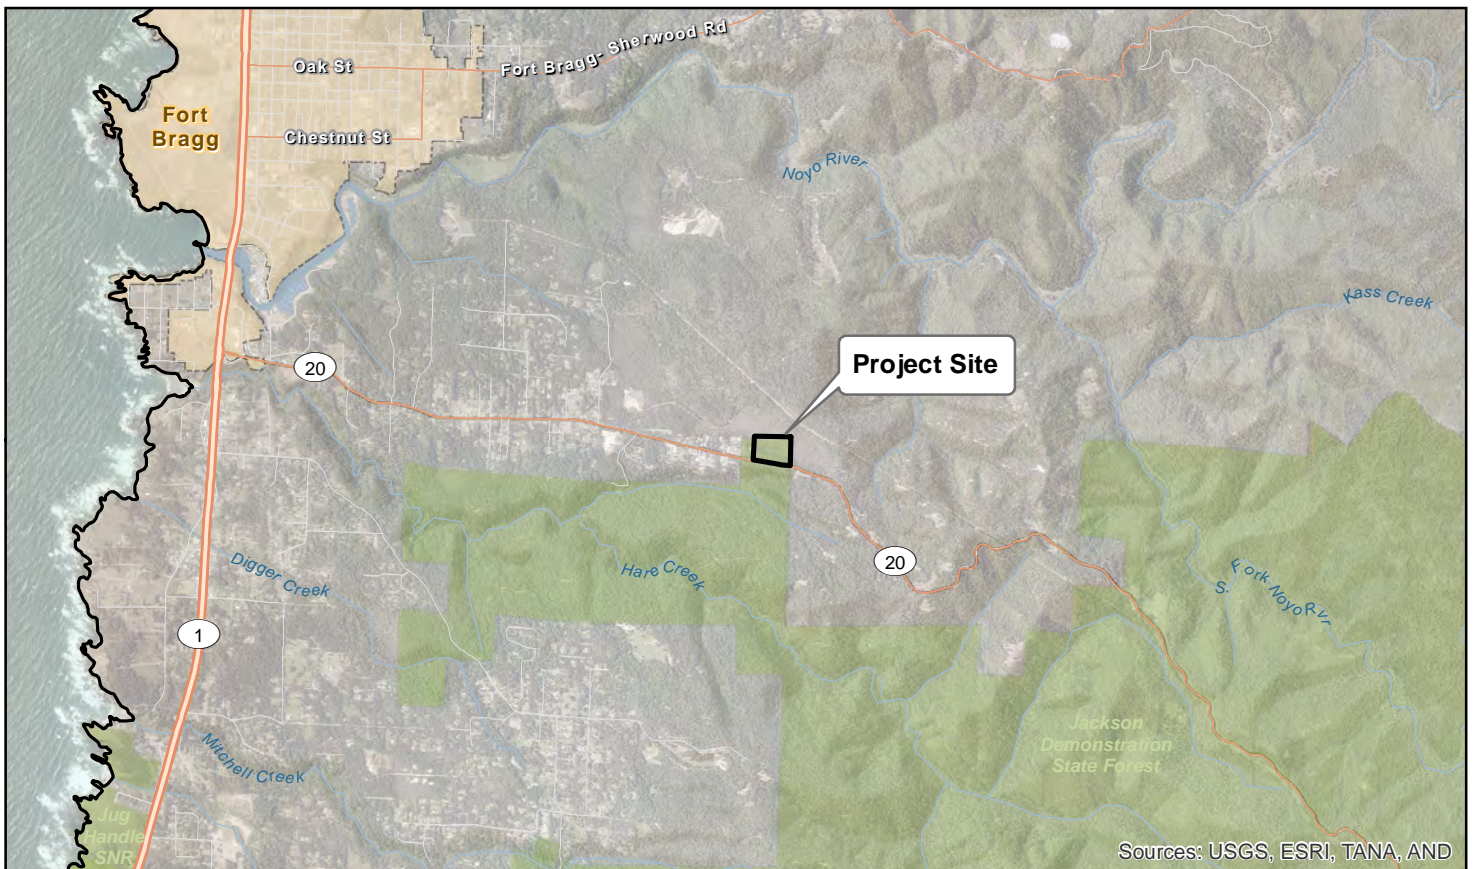 Oak St
Fort Bragg- Sherwood Rd
Fort
Bragg
Chestnut St
Noyo River
Kass Creek
Project Site
20
20
Digger Creek
Hare Creek
S. Fork Noyo Rvr
1
Jackson
Demonstration
State Forest
Mitchell Creek
Jug
Handle
SNR
Sources: USGS, ESRI, TANA, AND